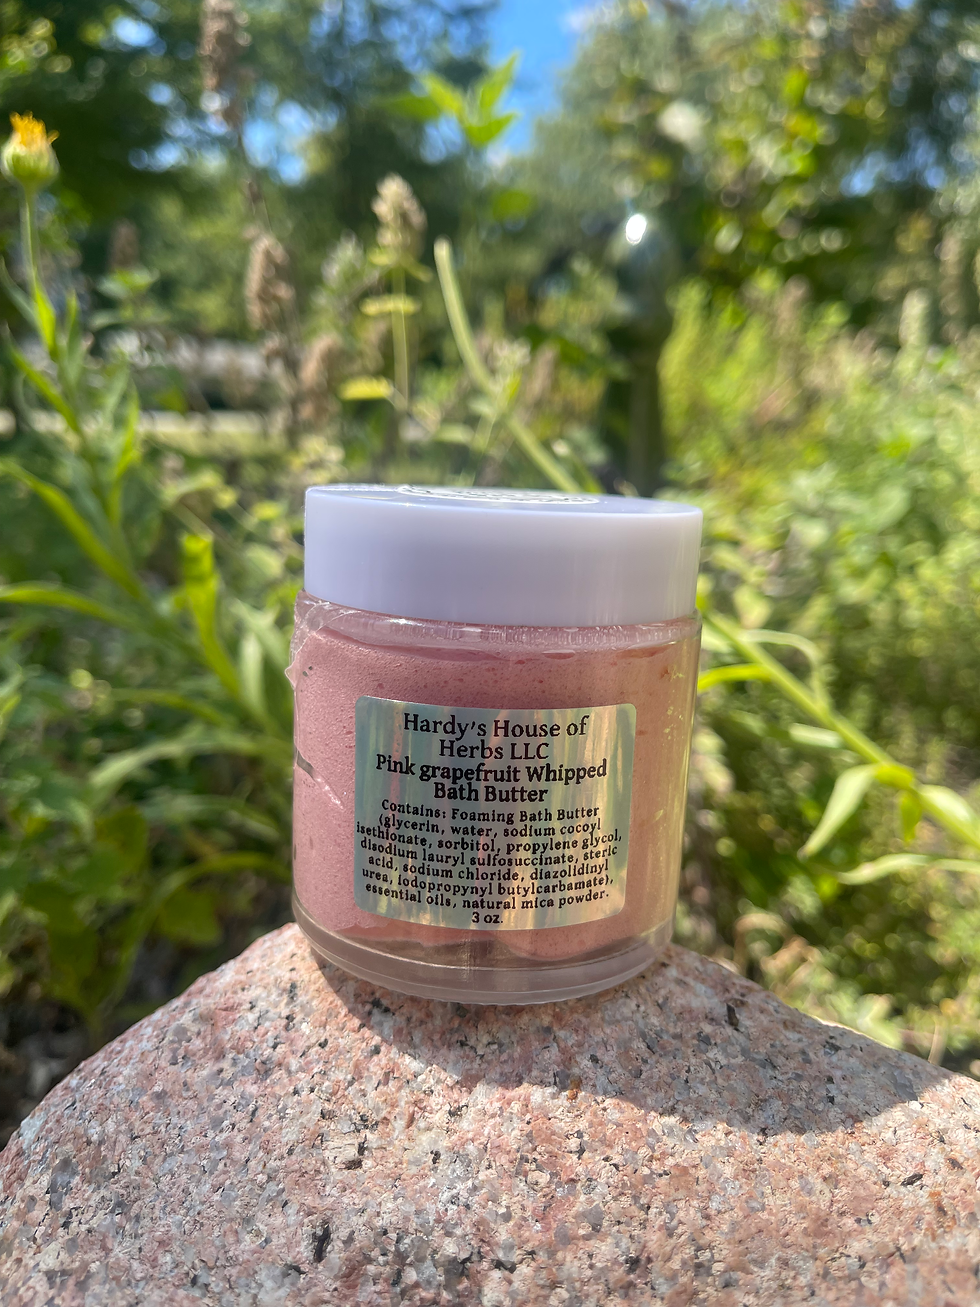 Hardy's House of
Herbs LLC
Pink grapefruit Whipped
Bath Butter
Contains: Foaming Bath Butter
(glycerin, water, sodium cocoyl
isethionate, sorbitol, propylene glycol,
disodium lauryl sulfosuccinate, steric
acid, sodium chloride, diazolidinyl
urea, iodopropynyl butylcarbamate),
essential oils, natural mica powder.
3 oz.